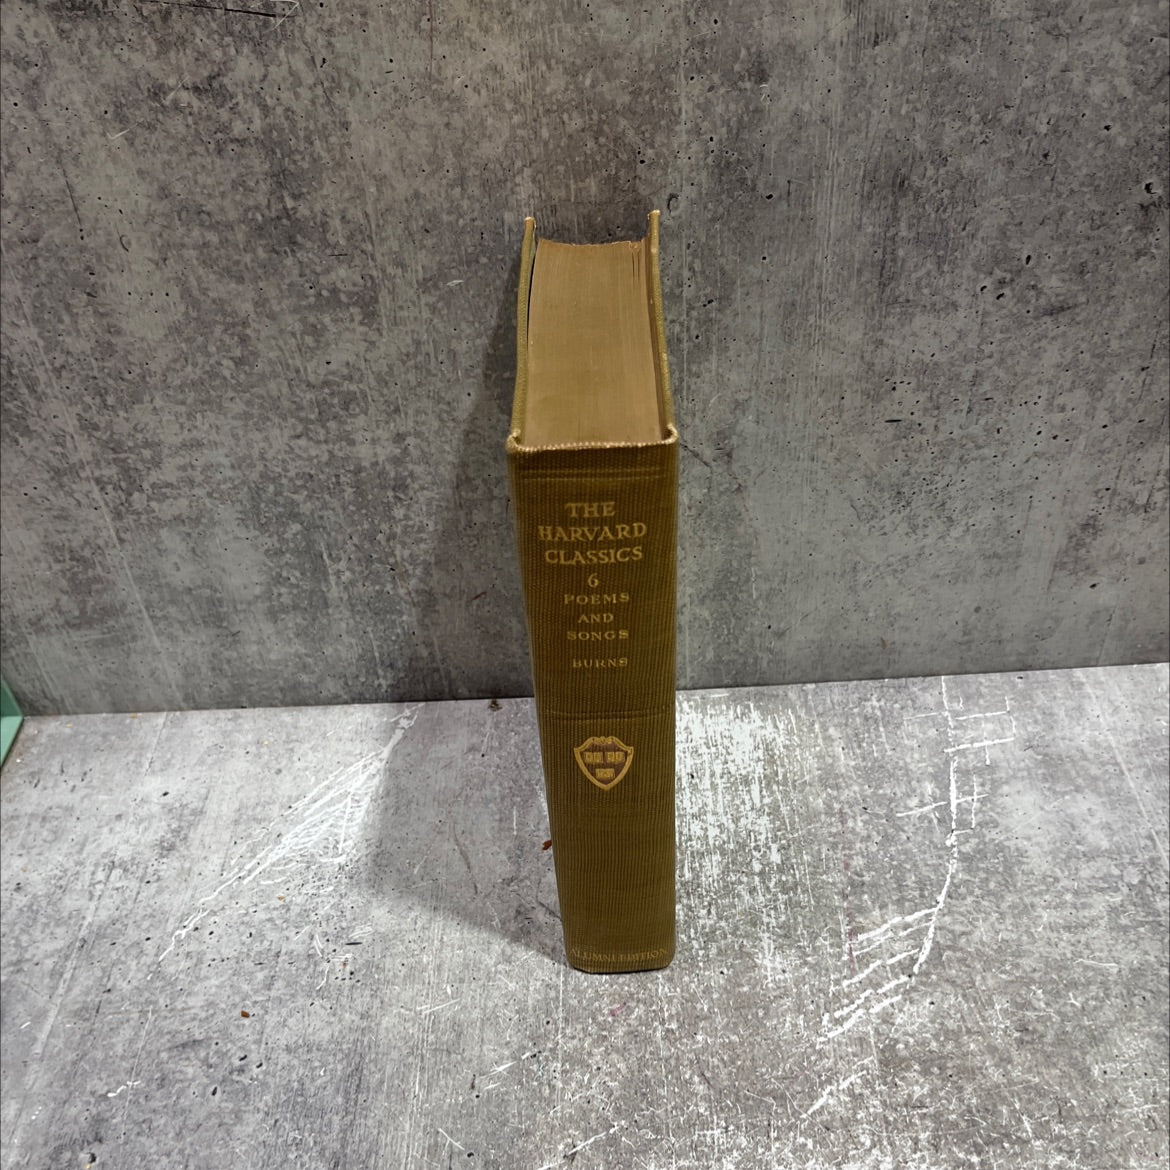 THE
HARVARD
CLASSICS
6
POEMS
AND
SONGS
BURNS
ALUMNI EDITION